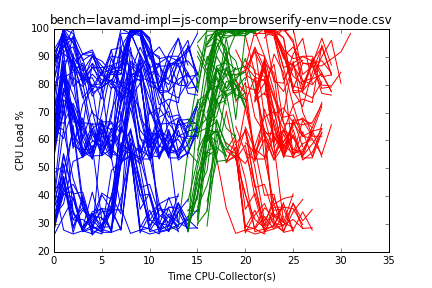 bench=lavamd-impl=js-comp=browserify-env=node.csv
100
90
80
70
60
50
40
30
20
CPU Load %
0 5 10 15 20 25 30 35
Time CPU-Collector(s)